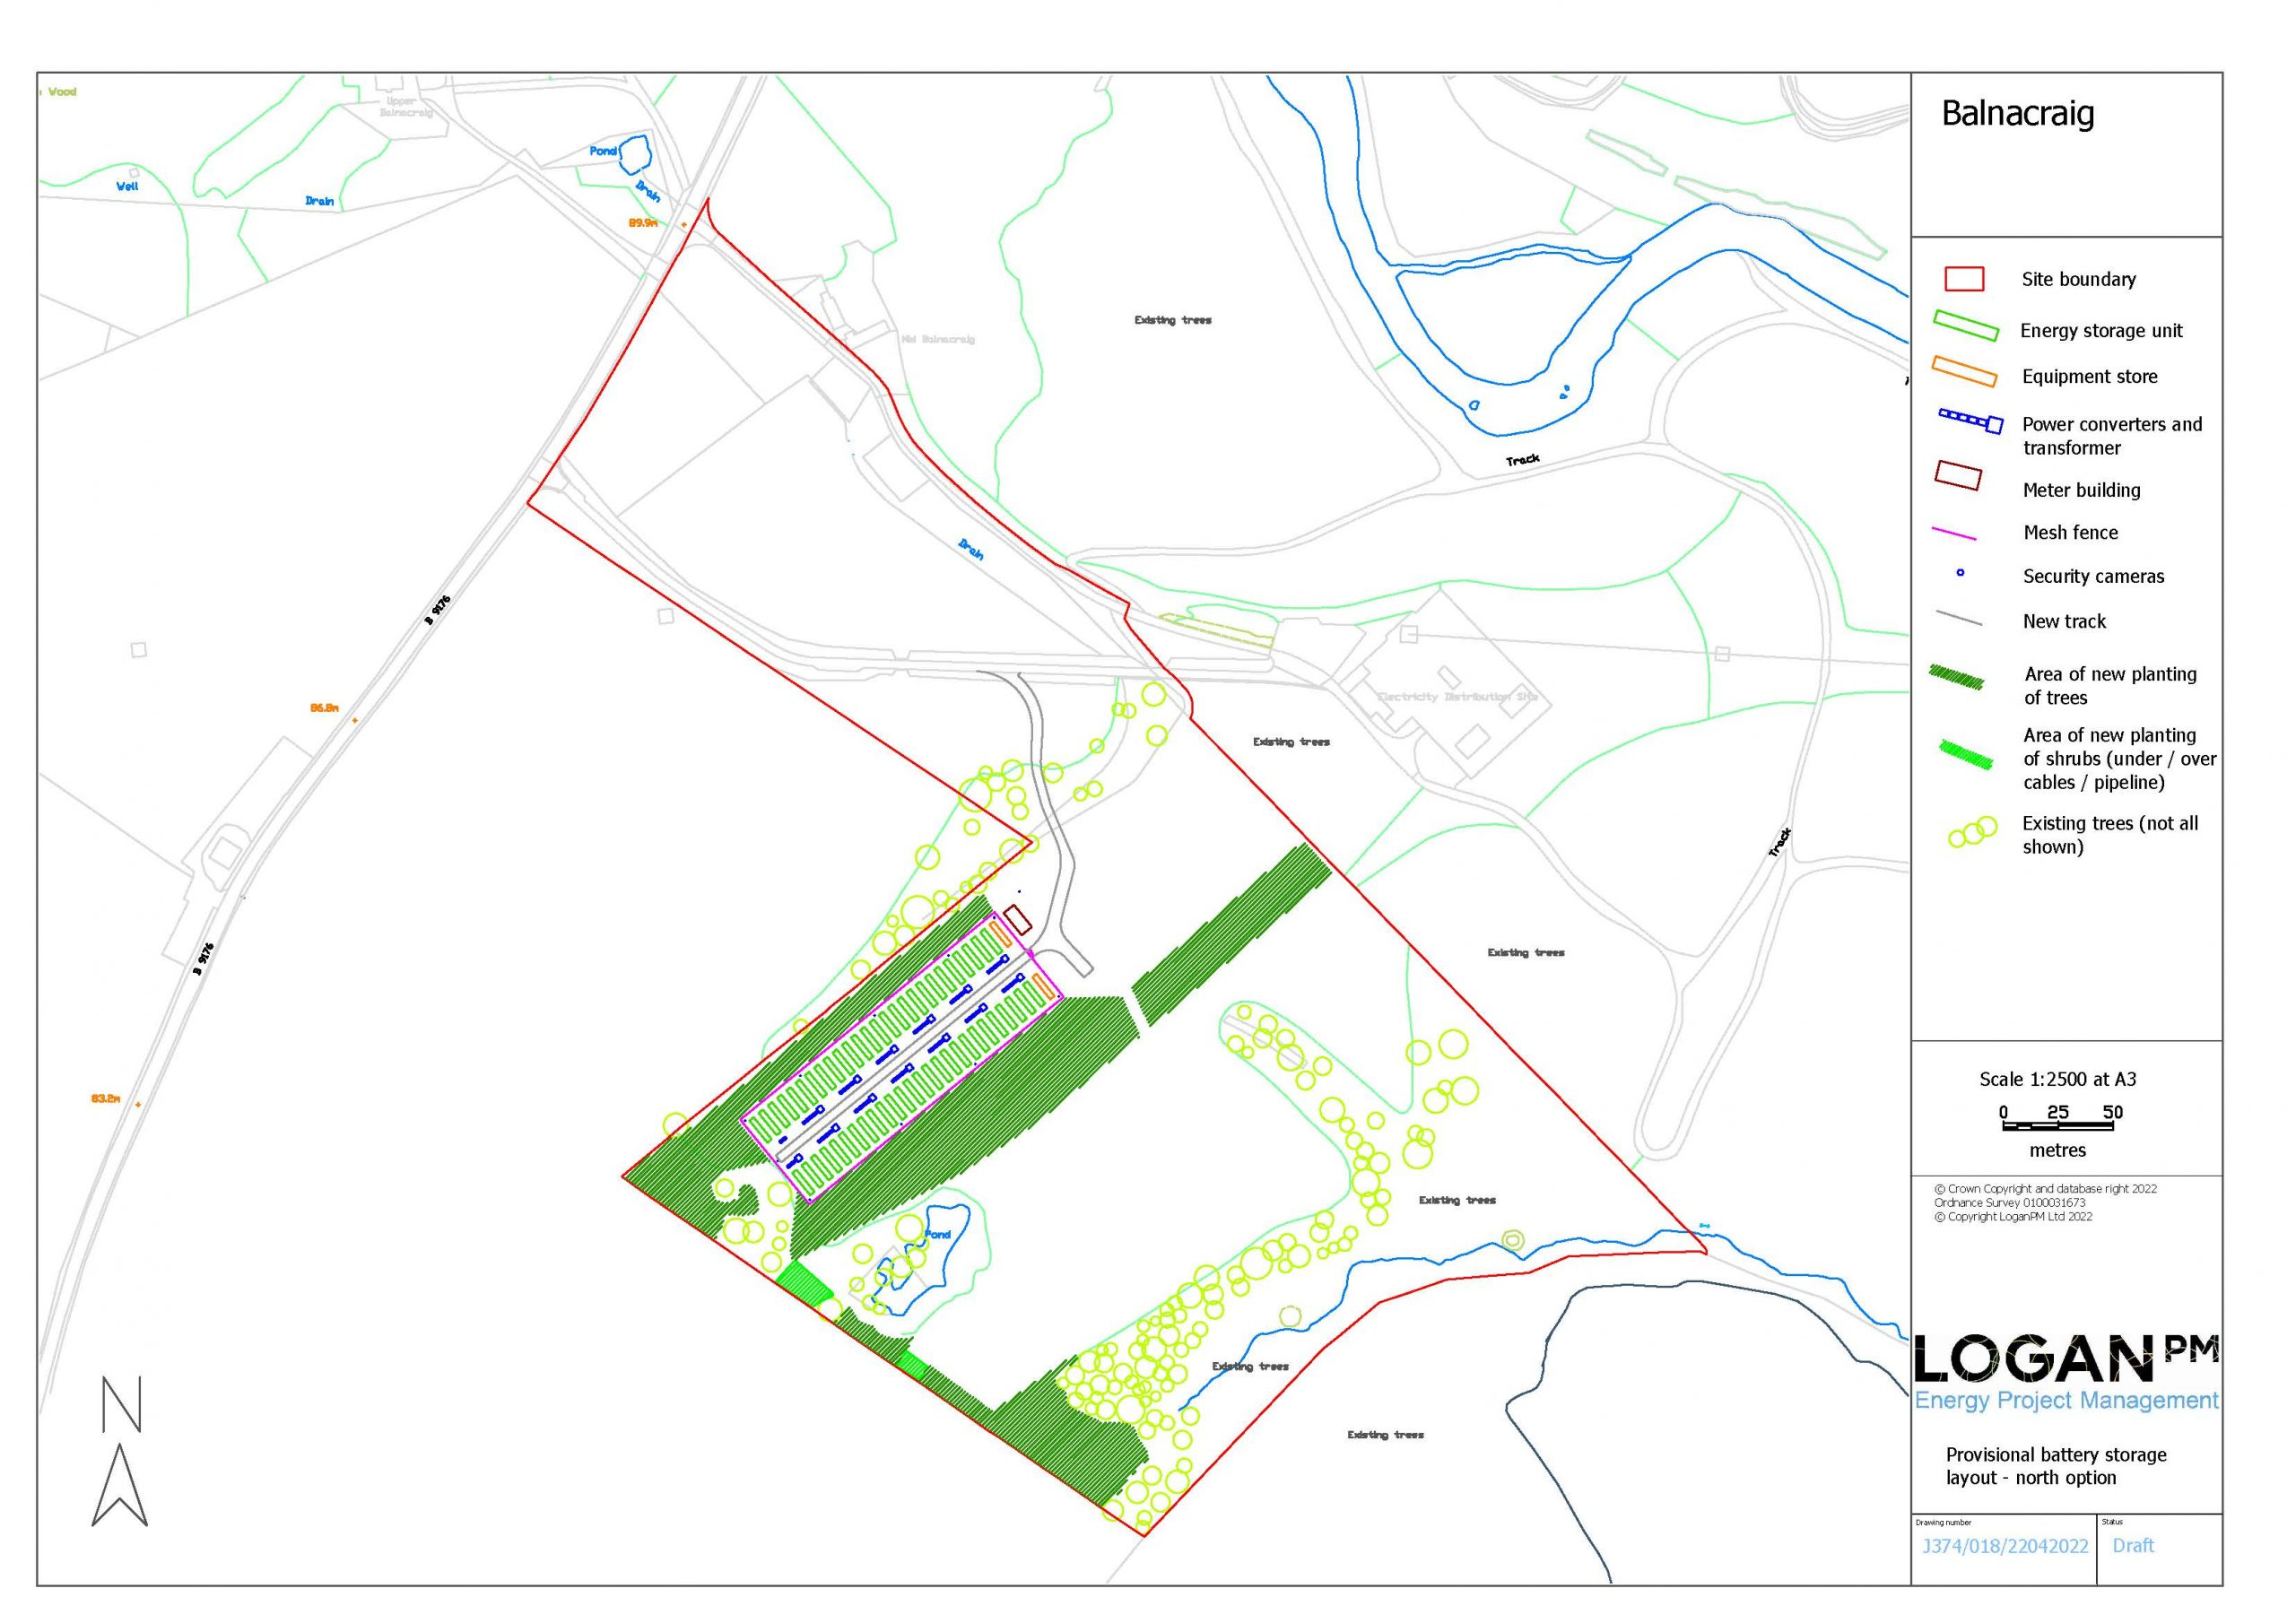 Wood
Upper
Balnacraig
Pond
Well
Drain
Drain
89.9m
Existing trees
Balnacraig
Track
Drain
B 9176
Electricity Distribution Site
86.8m
Existing trees
Track
B 9176
Existing trees
83.2m
Existing trees
Pond
Existing trees
Existing trees
N
Balnacraig
Site boundary
Energy storage unit
Equipment store
Power converters and
transformer
Meter building
Mesh fence
Security cameras
New track
Area of new planting
of trees
Area of new planting
of shrubs (under / over
cables / pipeline)
Existing trees (not all
shown)
Scale 1:2500 at A3
0 25 50
metres
© Crown Copyright and database right 2022
Ordnance Survey 0100031673
© Copyright LoganPM Ltd 2022
LOGAN PM
Energy Project Management
Provisional battery storage
layout - north option
Drawing number
J374/018/22042022
Status
Draft